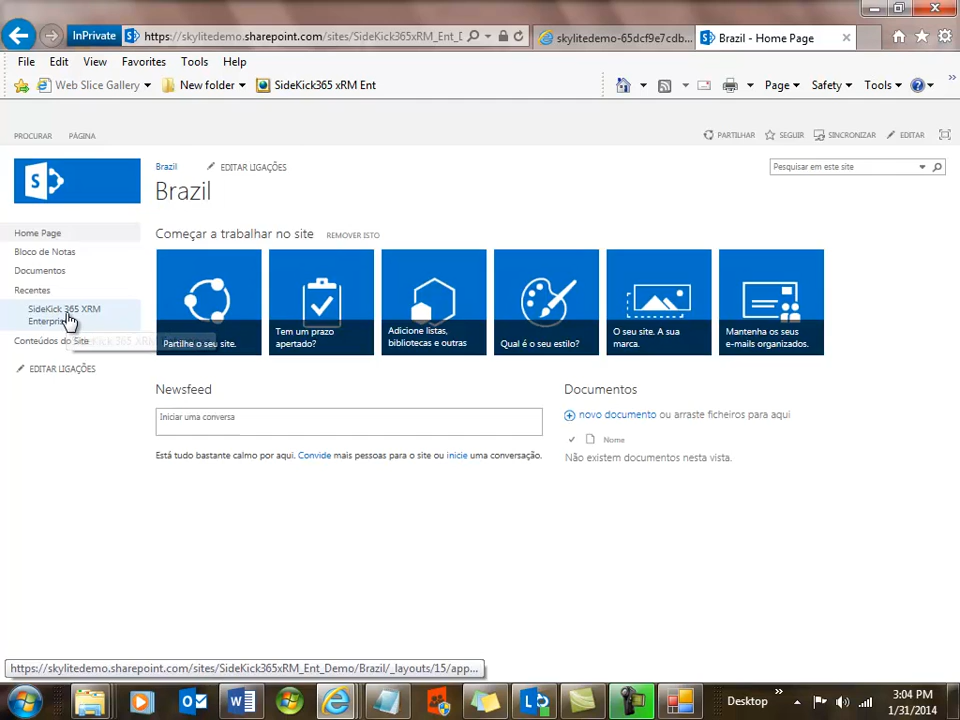 InPrivate
https://skylitedemo.sharepoint.com/sites/SideKick365xRM_Ent_D
skylitedemo-65dcf9e7cdb...
Brazil - Home Page
File Edit View Favorites Tools Help
Web Slice Gallery
New folder
SideKick365 xRM Ent
Page
Safety
Tools
PROCURAR PÁGINA
PARTILHAR SEGUIR SINCRONIZAR EDITAR
Brazil EDITAR LIGAÇÕES
Pesquisar em este site
Brazil
Home Page
Bloco de Notas
Documentos
Recentes
SideKick 365 XRM
Enterpris
Conteúdos do Site
EDITAR LIGAÇÕES
Começar a trabalhar no site REMOVER ISTO
Partilhe o seu site.
Tem um prazo
apertado?
Adicione listas,
bibliotecas e outras
Qual é o seu estilo?
O seu site. A sua
marca.
Mantenha os seus
e-mails organizados.
Newsfeed
Iniciar uma conversa
Está tudo bastante calmo por aqui. Convide mais pessoas para o site ou inicie uma conversação.
Documentos
novo documento ou arraste ficheiros para aqui
Nome
Não existem documentos nesta vista.
https://skylitedemo.sharepoint.com/sites/SideKick365xRM_Ent_Demo/Brazil/_layouts/15/app...
Desktop
3:04 PM
1/31/2014